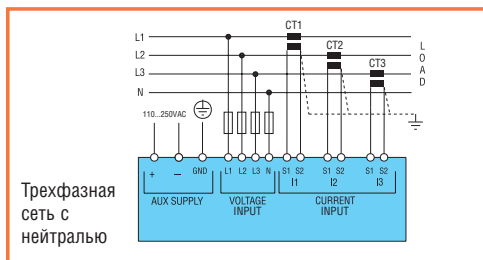 CT1
L1
L2
CT2
L3
CT3
N
LOAD
110...250VAC
+ – GND L1 L2 L3 N S1 S2 S1 S2 S1 S2
I1 I2 I3
AUX SUPPLY VOLTAGE INPUT CURRENT INPUT
Трехфазная
сеть с
нейтралью